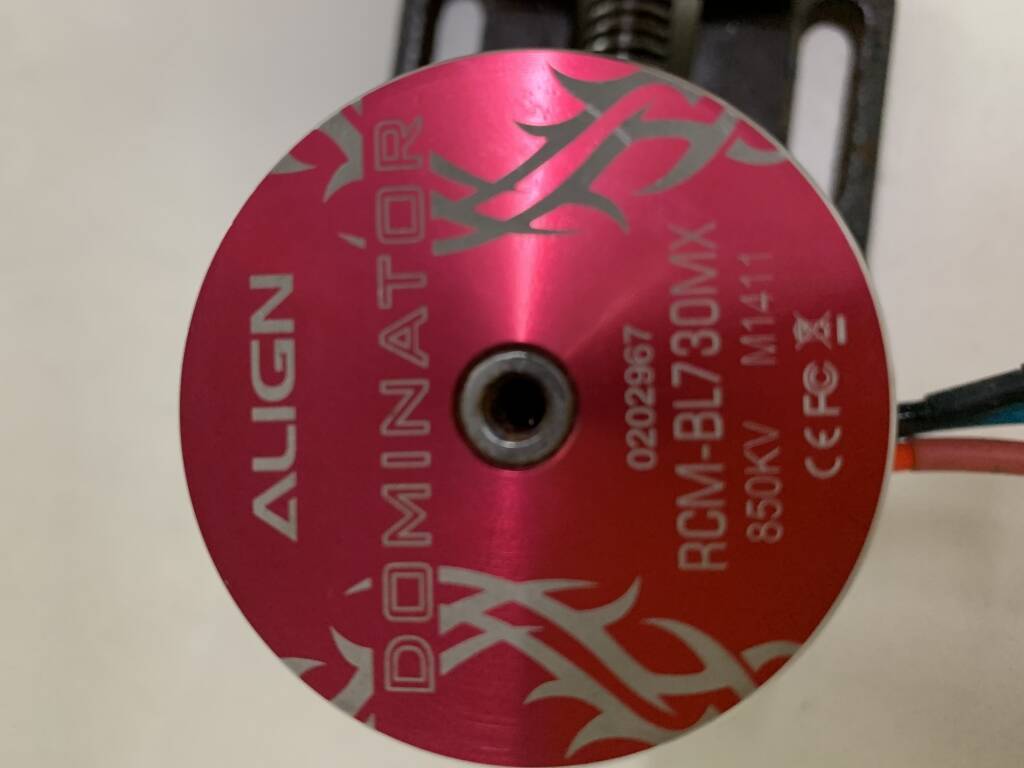 ALIGN
DOMINATOR
0202967
RCM-BL730MX
850KV M1411
CE FC